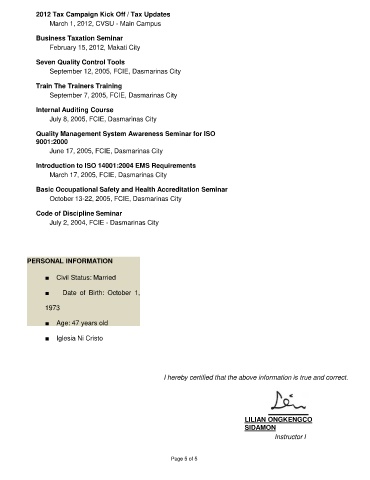 2012 Tax Campaign Kick Off / Tax Updates
March 1, 2012, CVSU - Main Campus
Business Taxation Seminar
February 15, 2012, Makati City
Seven Quality Control Tools
September 12, 2005, FCIE, Dasmarinas City
Train The Trainers Training
September 7, 2005, FCIE, Dasmarinas City
Internal Auditing Course
July 8, 2005, FCIE, Dasmarinas City
Quality Management System Awareness Seminar for ISO
9001:2000
June 17, 2005, FCIE, Dasmarinas City
Introduction to ISO 14001:2004 EMS Requirements
March 17, 2005, FCIE, Dasmarinas City
Basic Occupational Safety and Health Accreditation Seminar
October 13-22, 2005, FCIE, Dasmarinas City
Code of Discipline Seminar
July 2, 2004, FCIE - Dasmarinas City
PERSONAL INFORMATION
■ Civil Status: Married
■ Date of Birth: October 1,
1973
■ Age: 47 years old
■ Iglesia Ni Cristo
I hereby certified that the above information is true and correct.
LILIAN ONGKENGCO
SIDAMON
Instructor I
Page 5 of 5